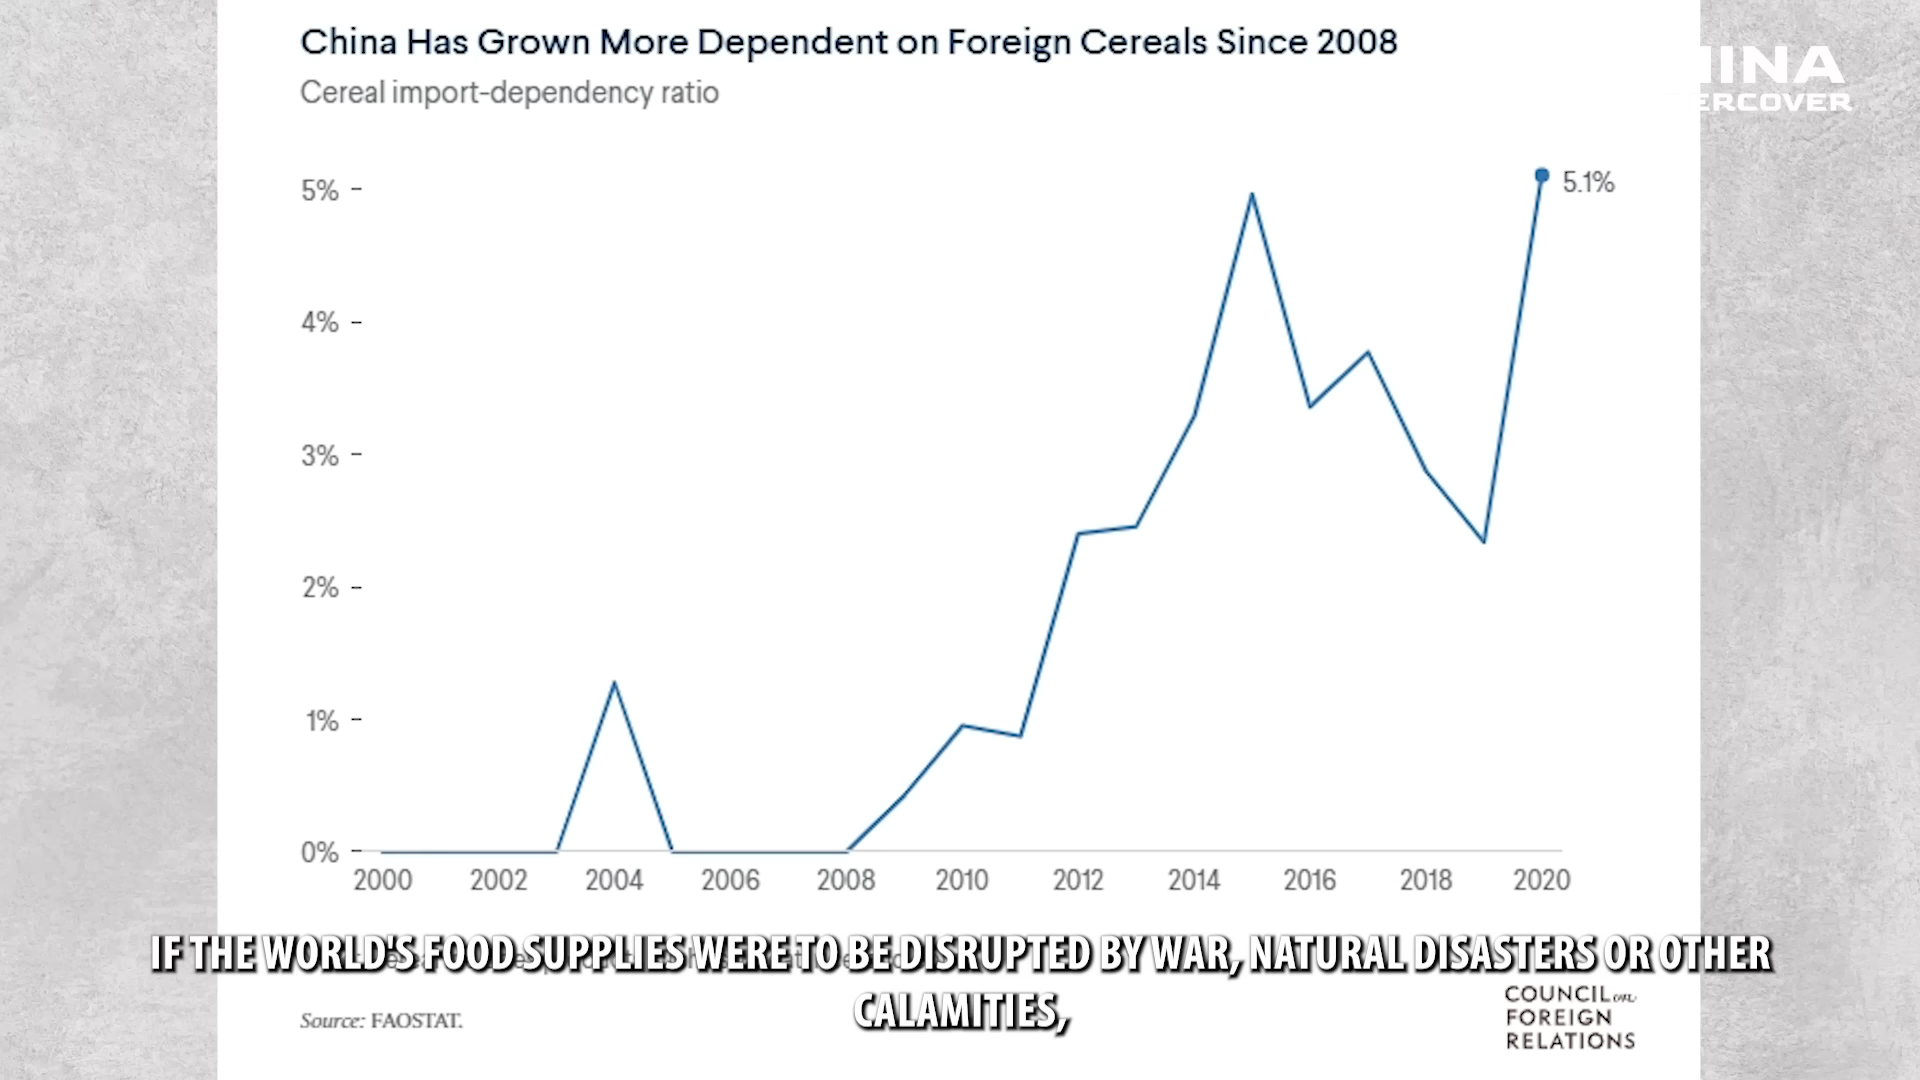 China Has Grown More Dependent on Foreign Cereals Since 2008
HINA
Cereal import-dependency ratio
ERCOVER
5%
5.1%
4%
3%
2%
1%
0%
2000 2002 2004 2006 2008 2010 2012 2014 2016 2018 2020
IF THE WORLD'S FOOD SUPPLIES WERE TO BE DISRUPTED BY WAR, NATURAL DISASTERS OR OTHER
CALAMITIES,
Source: FAOSTAT.
COUNCIL on
FOREIGN
RELATIONS